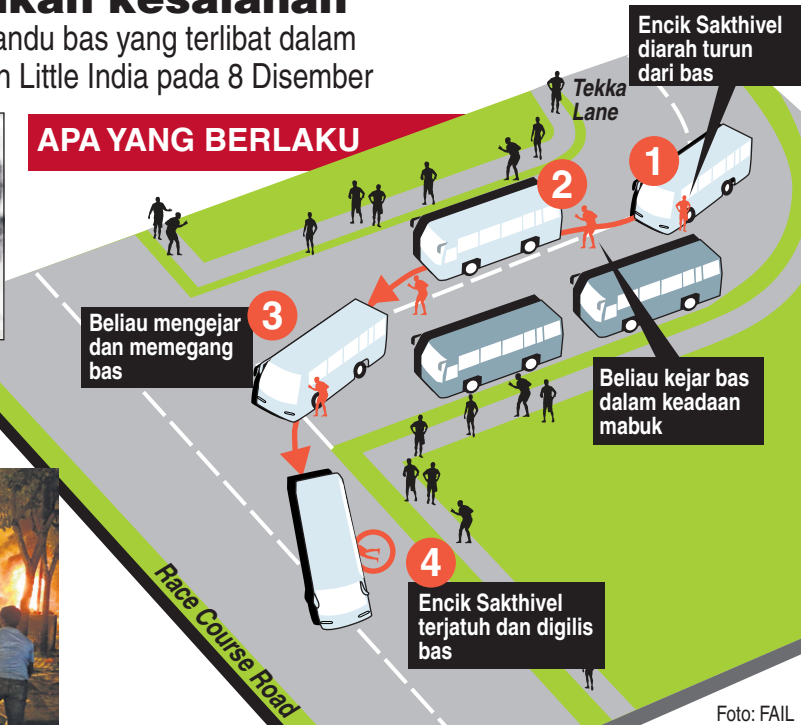 kesalahan
bas yang terlibat dalam
Little India pada 8 Disember
APA YANG BERLAKU
Encik Sakthivel
diarah turun
dari bas
Tekka
Lane
1
2
3
Beliau mengejar
dan memegang
bas
Beliau kejar bas
dalam keadaan
mabuk
4
Encik Sakthivel
terjatuh dan digilis
bas
Race Course Road
Foto: FAIL